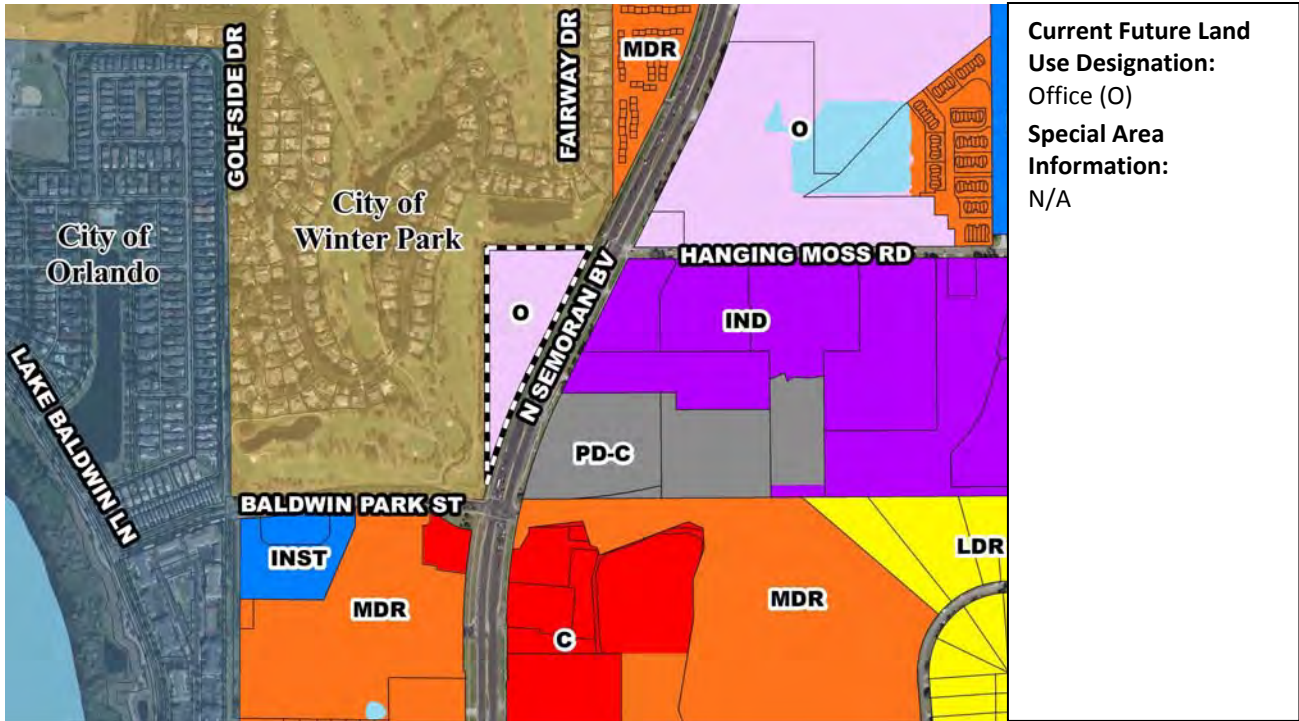 GOLFSIDE DR
FAIRWAY DR
MDR
O
City of
Winter Park
City of
Orlando
HANGING MOSS RD
O
IND
N SEMORAN BV
LAKE BALDWIN LN
PD-C
BALDWIN PARK ST
INST
LDR
MDR
MDR
C
Current Future Land
Use Designation:
Office (O)
Special Area
Information:
N/A